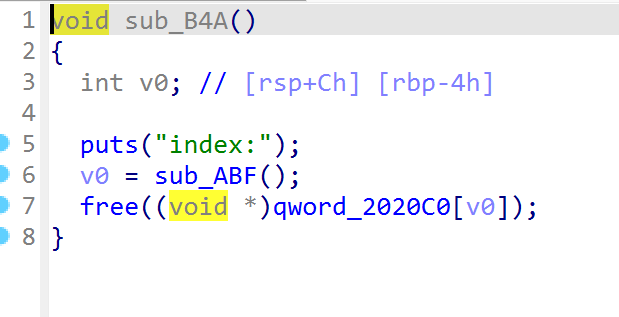 1 void sub_B4A()
2 {
3   int v0; // [rsp+Ch] [rbp-4h]
4
5   puts("index:");
6   v0 = sub_ABF();
7   free((void *)qword_2020C0[v0]);
8 }